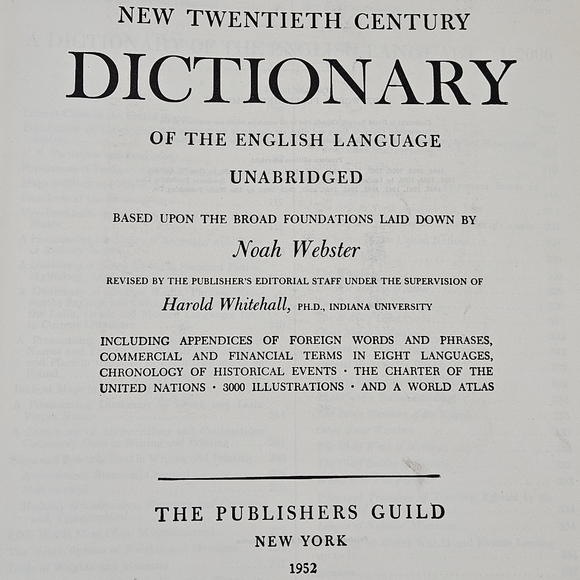 NEW TWENTIETH CENTURY
DICTIONARY
OF THE ENGLISH LANGUAGE
UNABRIDGED
BASED UPON THE BROAD FOUNDATIONS LAID DOWN BY
Noah Webster
REVISED BY THE PUBLISHER'S EDITORIAL STAFF UNDER THE SUPERVISION OF
Harold Whitehall, PH.D., INDIANA UNIVERSITY
INCLUDING APPENDICES OF FOREIGN WORDS AND PHRASES,
COMMERCIAL AND FINANCIAL TERMS IN EIGHT LANGUAGES,
CHRONOLOGY OF HISTORICAL EVENTS · THE CHARTER OF THE
UNITED NATIONS · 3000 ILLUSTRATIONS · AND A WORLD ATLAS
THE PUBLISHERS GUILD
NEW YORK
1952